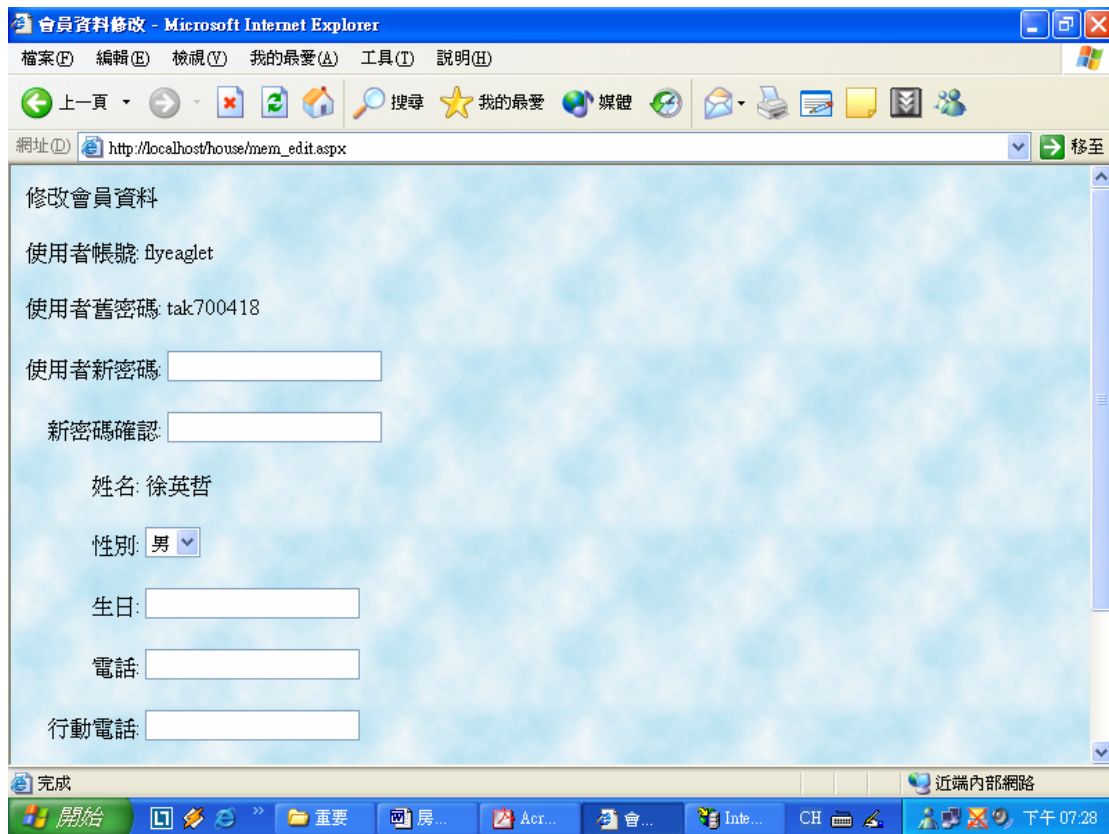 會員資料修改 - Microsoft Internet Explorer
檔案(F) 編輯(E) 檢視(V) 我的最愛(A) 工具(T) 說明(H)
上一頁 搜尋 我的最愛 媒體
網址(D) http://localhost/house/mem_edit.aspx 移至
修改會員資料
使用者帳號: flyeaglet
使用者舊密碼: tak700418
使用者新密碼:
新密碼確認:
姓名: 徐英哲
性別: 男
生日:
電話:
行動電話:
完成 近端內部網路
開始 重要 房... Acr... 會... Inte... CH 下午 07:28